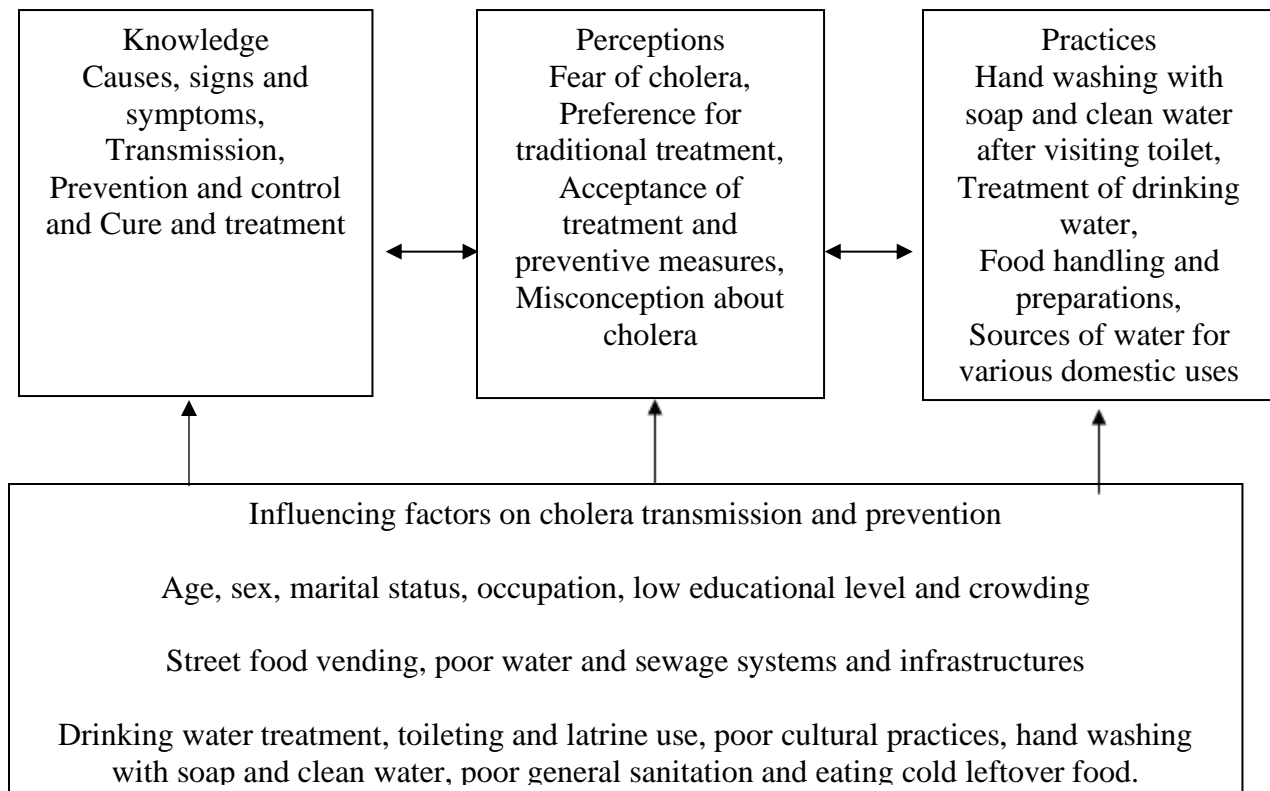 Knowledge
Causes, signs and
symptoms,
Transmission,
Prevention and control
and Cure and treatment
Perceptions
Fear of cholera,
Preference for
traditional treatment,
Acceptance of
treatment and
preventive measures,
Misconception about
cholera
Practices
Hand washing with
soap and clean water
after visiting toilet,
Treatment of drinking
water,
Food handling and
preparations,
Sources of water for
various domestic uses
Influencing factors on cholera transmission and prevention
Age, sex, marital status, occupation, low educational level and crowding
Street food vending, poor water and sewage systems and infrastructures
Drinking water treatment, toileting and latrine use, poor cultural practices, hand washing
with soap and clean water, poor general sanitation and eating cold leftover food.